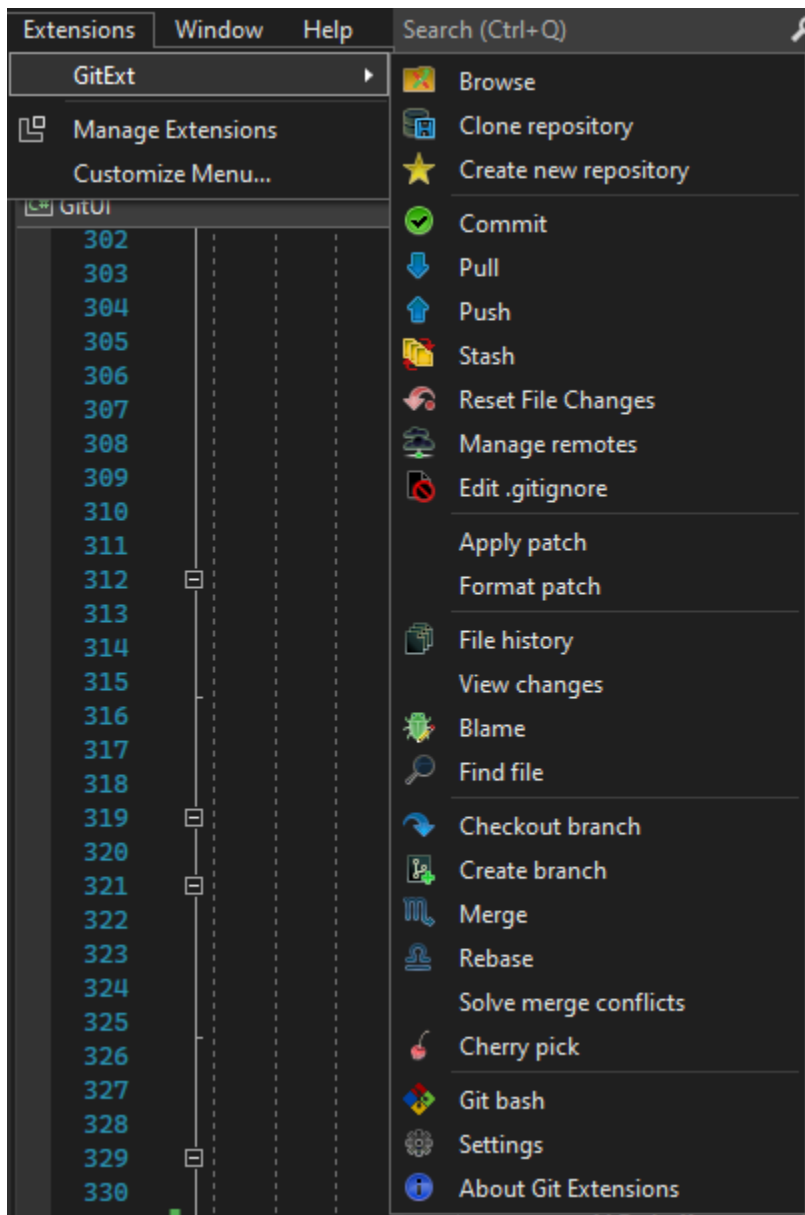 Extensions Window Help Search (Ctrl+Q)
GitExt
Manage Extensions
Customize Menu...
C# GitUI
Browse
Clone repository
Create new repository
Commit
Pull
Push
Stash
Reset File Changes
Manage remotes
Edit .gitignore
Apply patch
Format patch
File history
View changes
Blame
Find file
Checkout branch
Create branch
Merge
Rebase
Solve merge conflicts
Cherry pick
Git bash
Settings
About Git Extensions
302
303
304
305
306
307
308
309
310
311
312
313
314
315
316
317
318
319
320
321
322
323
324
325
326
327
328
329
330